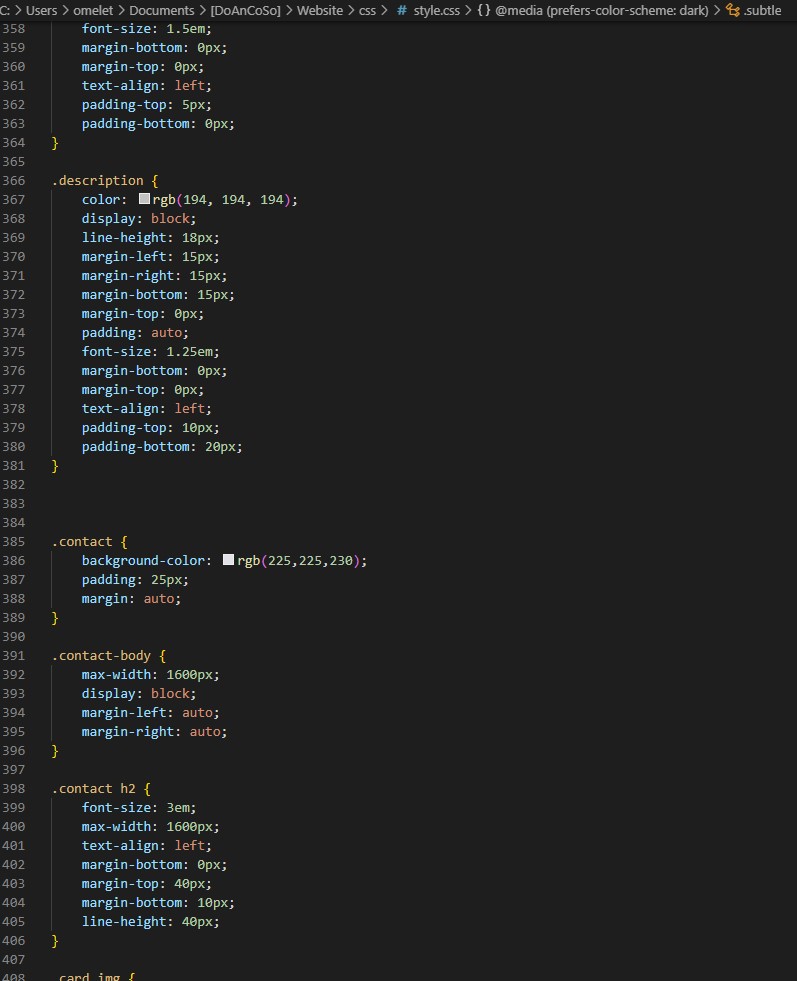 C: > Users > omelet > Documents > [DoAnCoSo] > Website > css > # style.css > {} @media (prefers-color-scheme: dark) > .subtle
358 font-size: 1.5em;
359 margin-bottom: 0px;
360 margin-top: 0px;
361 text-align: left;
362 padding-top: 5px;
363 padding-bottom: 0px;
364 }
365
366 .description {
367 color: rgb(194, 194, 194);
368 display: block;
369 line-height: 18px;
370 margin-left: 15px;
371 margin-right: 15px;
372 margin-bottom: 15px;
373 margin-top: 0px;
374 padding: auto;
375 font-size: 1.25em;
376 margin-bottom: 0px;
377 margin-top: 0px;
378 text-align: left;
379 padding-top: 10px;
380 padding-bottom: 20px;
381 }
382
383
384
385 .contact {
386 background-color: rgb(225,225,230);
387 padding: 25px;
388 margin: auto;
389 }
390
391 .contact-body {
392 max-width: 1600px;
393 display: block;
394 margin-left: auto;
395 margin-right: auto;
396 }
397
398 .contact h2 {
399 font-size: 3em;
400 max-width: 1600px;
401 text-align: left;
402 margin-bottom: 0px;
403 margin-top: 40px;
404 margin-bottom: 10px;
405 line-height: 40px;
406 }
407
408 .card img {